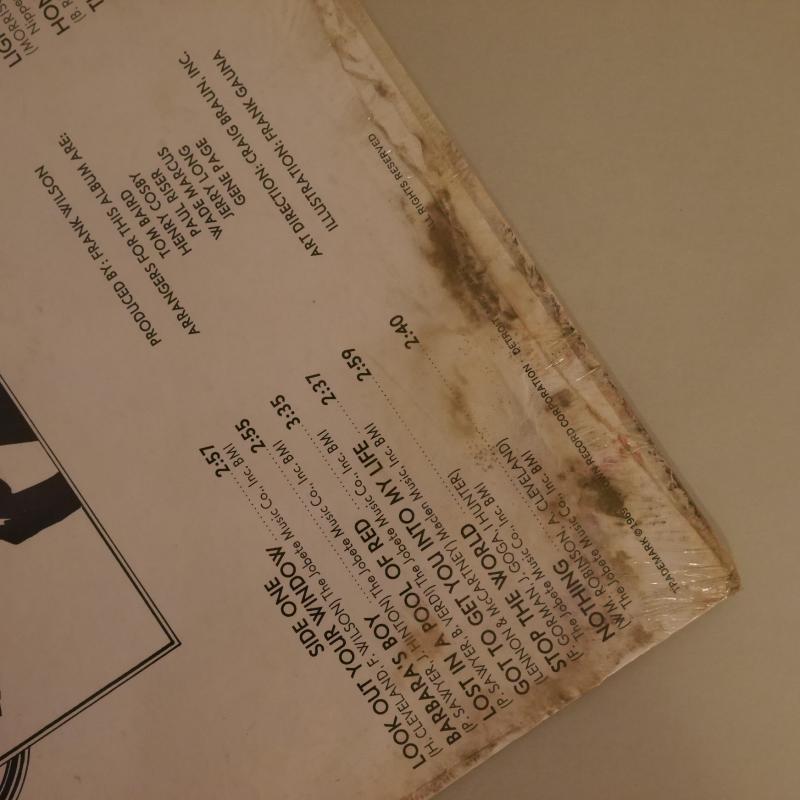 SIDE ONE
LOOK OUT YOUR WINDOW 2:57
(H. CLEVELAND, F. WILSON) The Jobete Music Co., Inc. BMI
BARBARA'S BOY 2:55
(P. SAWYER, J. HINTON) The Jobete Music Co., Inc. BMI
LOST IN A POOL OF RED 3:35
(P. SAWYER, B. VERDI) The Jobete Music Co., Inc. BMI
GOT TO GET YOU INTO MY LIFE 2:37
(LENNON & McCARTNEY) Maclen Music, Inc. BMI
STOP THE WORLD 2:59
(F. GORMAN, J. GOGA, I HUNTER)
The Jobete Music Co., Inc. BMI
NOTHING 2:40
(W.M. ROBINSON, A. CLEVELAND)
The Jobete Music Co., Inc. BMI
PRODUCED BY: FRANK WILSON
ARRANGERS FOR THIS ALBUM ARE:
TOM BAIRD
HENRY COSBY
PAUL RISER
WADE MARCUS
JERRY LONG
GENE PAGE
ART DIRECTION: CRAIG BRAUN, INC.
ILLUSTRATION: FRANK GAUNA
TRADEMARK ©1969 RECORD CORPORATION DETROIT RIGHTS RESERVED